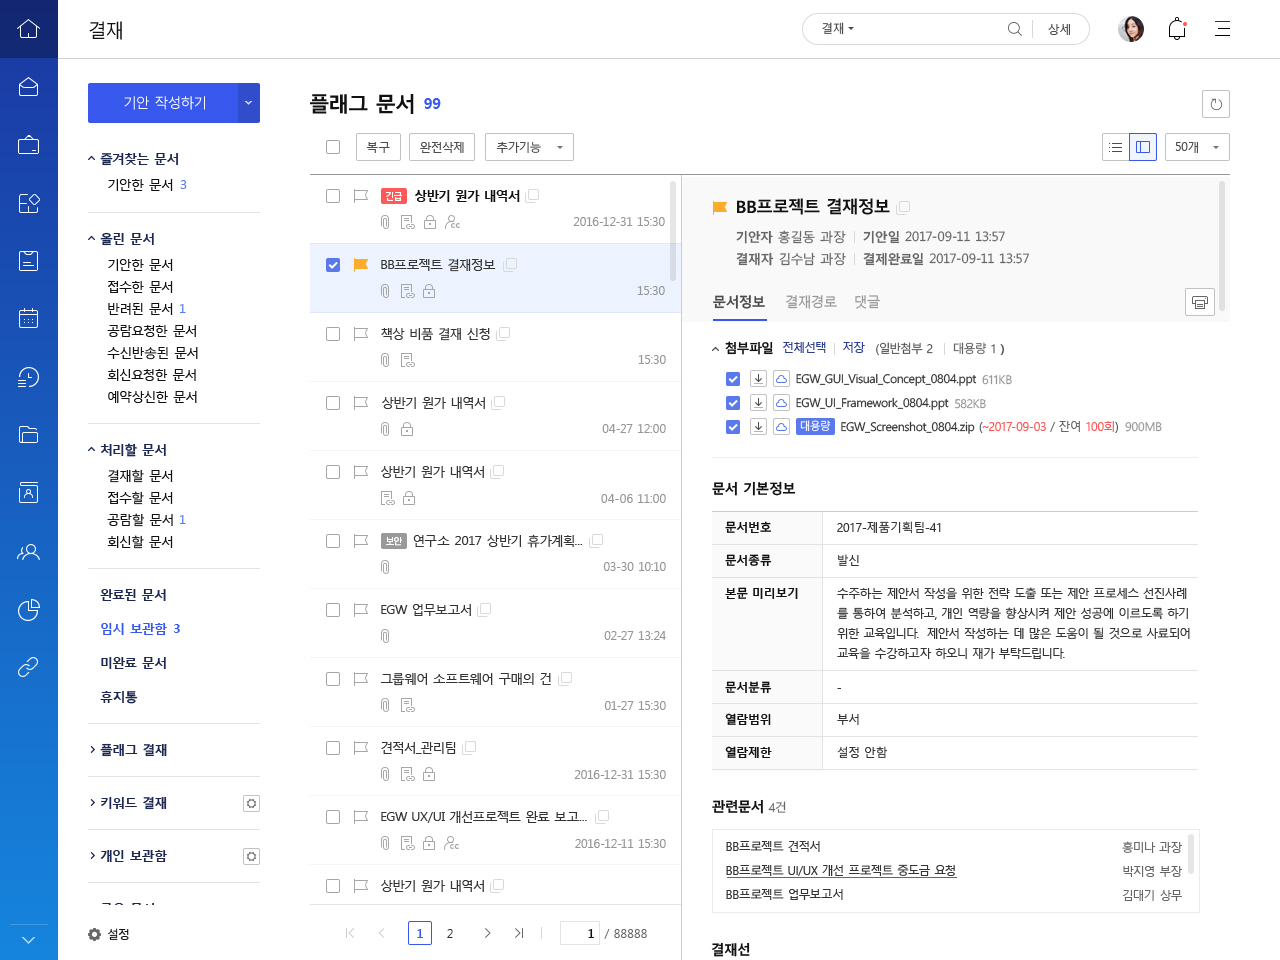 결재
결재
상세
기안 작성하기
즐겨찾는 문서
기안한 문서 3
올린 문서
기안한 문서
접수한 문서
반려된 문서 1
공람요청한 문서
수신반송된 문서
회신요청한 문서
예약상신한 문서
처리할 문서
결재할 문서
접수할 문서
공람할 문서 1
회신할 문서
완료된 문서
임시 보관함 3
미완료 문서
휴지통
플래그 결재
키워드 결재
개인 보관함
설정
플래그 문서 99
복구
완전삭제
추가기능
50개
긴급 상반기 원가 내역서
cc 2016-12-31 15:30
BB프로젝트 결재정보
15:30
책상 비품 결재 신청
15:30
상반기 원가 내역서
04-27 12:00
상반기 원가 내역서
04-06 11:00
보안 연구소 2017 상반기 휴가계획...
03-30 10:10
EGW 업무보고서
02-27 13:24
그룹웨어 소프트웨어 구매의 건
01-27 15:30
견적서_관리팀
2016-12-31 15:30
EGW UX/UI 개선프로젝트 완료 보고...
cc 2016-12-11 15:30
상반기 원가 내역서
1 2 1 / 88888
BB프로젝트 결재정보
기안자 홍길동 과장 기안일 2017-09-11 13:57
결재자 김수남 과장 결제완료일 2017-09-11 13:57
문서정보 결재경로 댓글
첨부파일 전체선택 저장 (일반첨부 2 대용량 1 )
EGW_GUI_Visual_Concept_0804.ppt 611KB
EGW_UI_Framework_0804.ppt 582KB
대용량 EGW_Screenshot_0804.zip (~2017-09-03 / 잔여 100회) 900MB
문서 기본정보
문서번호 2017-제품기획팀-41
문서종류 발신
본문 미리보기 수주하는 제안서 작성을 위한 전략 도출 또는 제안 프로세스 선진사례
를 통하여 분석하고, 개인 역량을 향상시켜 제안 성공에 이르도록 하기
위한 교육입니다. 제안서 작성하는 데 많은 도움이 될 것으로 사료되어
교육을 수강하고자 하오니 재가 부탁드립니다.
문서분류 -
열람범위 부서
열람제한 설정 안함
관련문서 4건
BB프로젝트 견적서 홍미나 과장
BB프로젝트 UI/UX 개선 프로젝트 중도금 요청 박지영 부장
BB프로젝트 업무보고서 김대기 상무
결재선